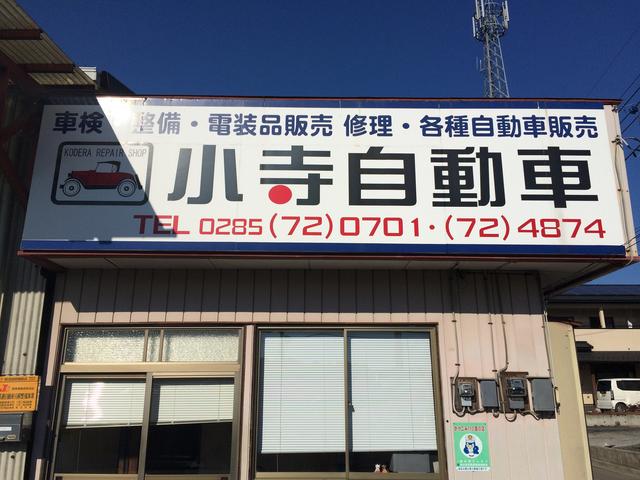 車検・整備・電装品販売 修理・各種自動車販売
KODERA REPAIR SHOP
小寺自動車
TEL 0285(72)0701・(72)4874